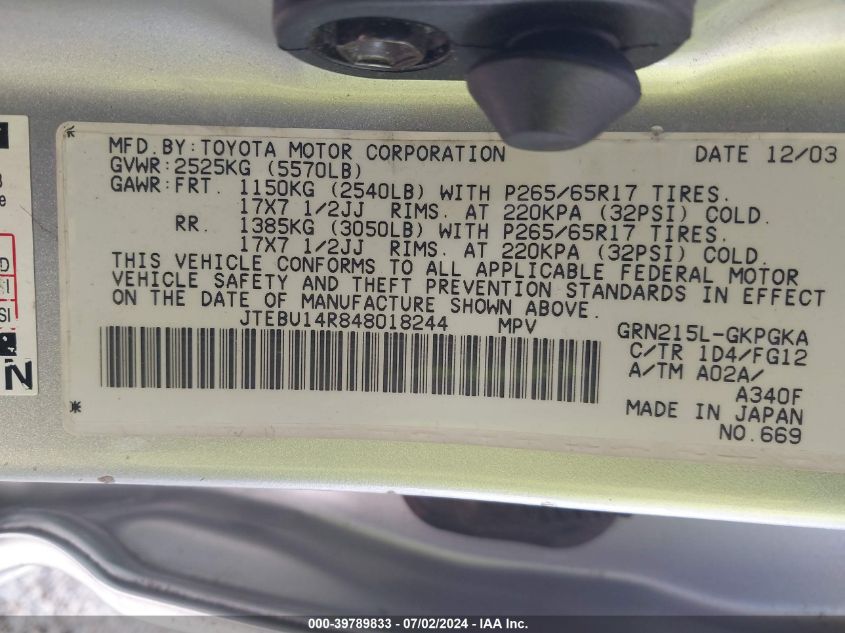 MFD.BY:TOYOTA MOTOR CORPORATION DATE 12/03
GVWR:2525KG (5570LB)
GAWR:FRT. 1150KG (2540LB) WITH P265/65R17 TIRES.
17X7 1/2JJ RIMS. AT 220KPA (32PSI) COLD.
RR. 1385KG (3050LB) WITH P265/65R17 TIRES.
17X7 1/2JJ RIMS. AT 220KPA (32PSI) COLD.
THIS VEHICLE CONFORMS TO ALL APPLICABLE FEDERAL MOTOR
VEHICLE SAFETY AND THEFT PREVENTION STANDARDS IN EFFECT
ON THE DATE OF MANUFACTURE SHOWN ABOVE.
JTEBU14R848018244 MPV GRN215L-GKPGKA
C/TR 1D4/FG12
A/TM A02A/
A340F
MADE IN JAPAN
NO.669
N
000-39789833 - 07/02/2024 - IAA Inc.